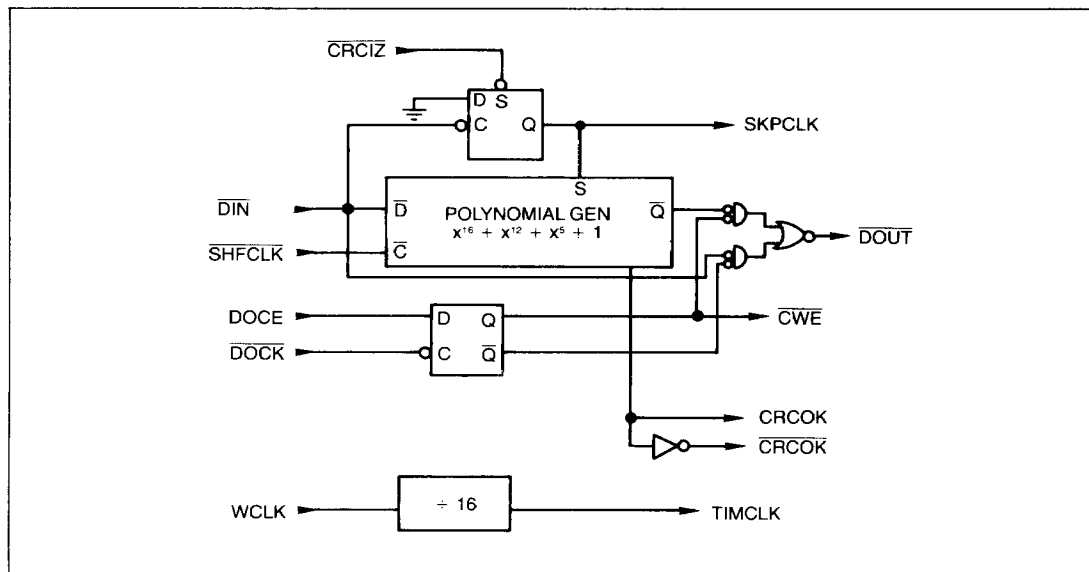 CRCIZ
D S
C Q
SKPCLK
S
DIN
D
POLYNOMIAL GEN
Q
x¹⁶ + x¹² + x⁵ + 1
DOUT
SHFCLK
C
DOCE
D Q
CWE
DOCK
C Q
CRCOK
CRCOK
WCLK
÷ 16
TIMCLK